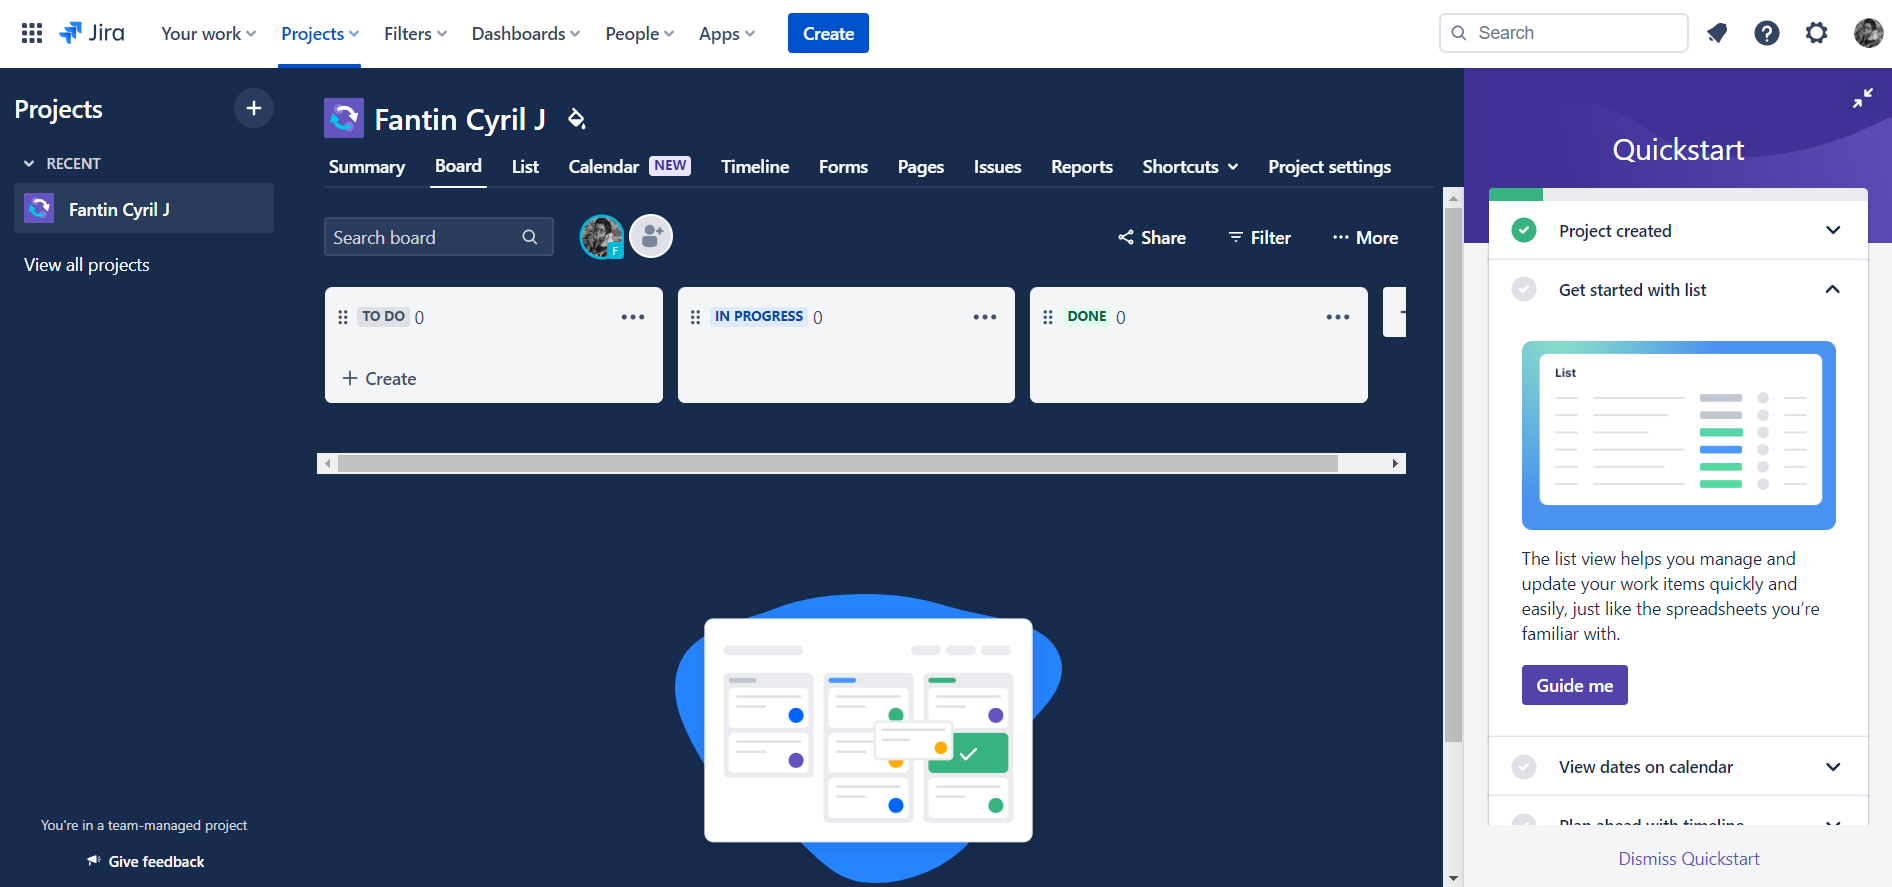 Jira
Your work
Projects
Filters
Dashboards
People
Apps
Create
Search
Projects
RECENT
Fantin Cyril J
View all projects
You're in a team-managed project
Give feedback
Fantin Cyril J
Summary
Board
List
Calendar NEW
Timeline
Forms
Pages
Issues
Reports
Shortcuts
Project settings
Search board
F
Share
Filter
More
TO DO 0
Create
IN PROGRESS 0
DONE 0
Quickstart
Project created
Get started with list
List
The list view helps you manage and
update your work items quickly and
easily, just like the spreadsheets you’re
familiar with.
Guide me
View dates on calendar
Plan ahead with timeline
Dismiss Quickstart